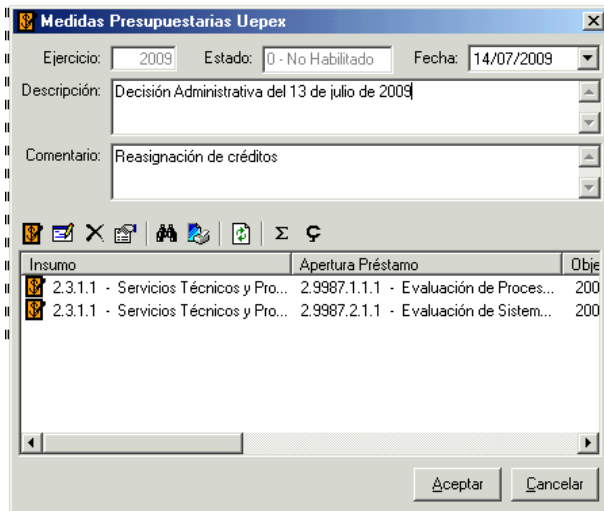 Medidas Presupuestarias Uepex
Ejercicio: 2009 Estado: 0 - No Habilitado Fecha: 14/07/2009
Descripción: Decisión Administrativa del 13 de julio de 2009
Comentario: Reasignación de créditos
Σ Ç
Insumo Apertura Préstamo Obje
2.3.1.1 - Servicios Técnicos y Pro... 2.9987.1.1.1 - Evaluación de Proces... 200
2.3.1.1 - Servicios Técnicos y Pro... 2.9987.2.1.1 - Evaluación de Sistem... 200
Aceptar Cancelar